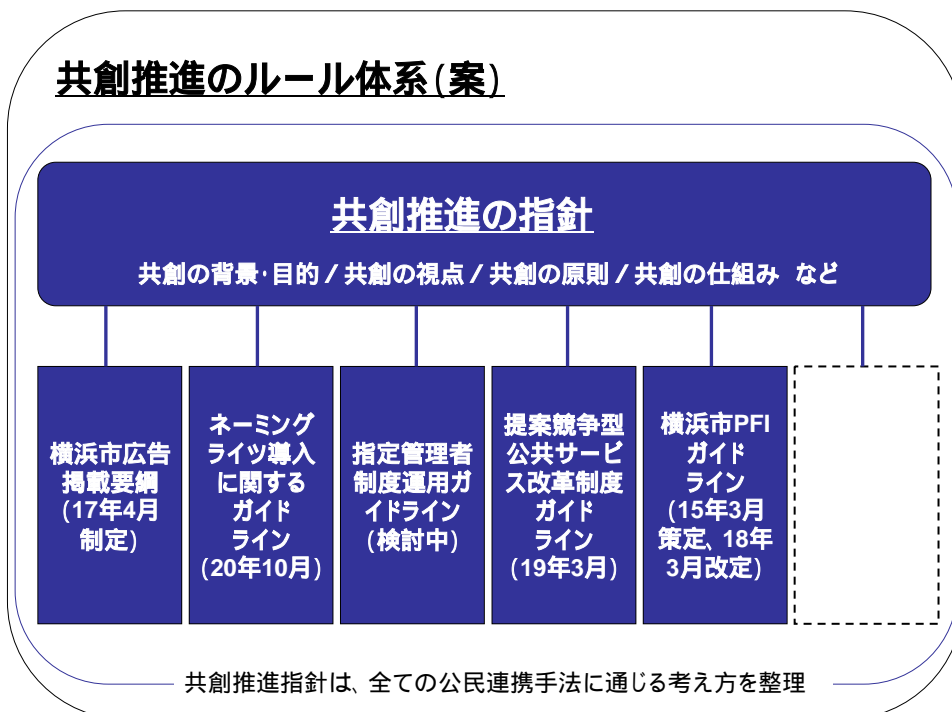 共創推進のルール体系(案)
共創推進の指針
共創の背景・目的 / 共創の視点 / 共創の原則 / 共創の仕組み など
横浜市広告
掲載要綱
(17年4月
制定)
ネーミング
ライツ導入
に関する
ガイド
ライン
(20年10月)
指定管理者
制度運用ガ
イドライン
(検討中)
提案競争型
公共サービ
ス改革制度
ガイド
ライン
(19年3月)
横浜市PFI
ガイド
ライン
(15年3月
策定、18年
3月改定)
共創推進指針は、全ての公民連携手法に通じる考え方を整理